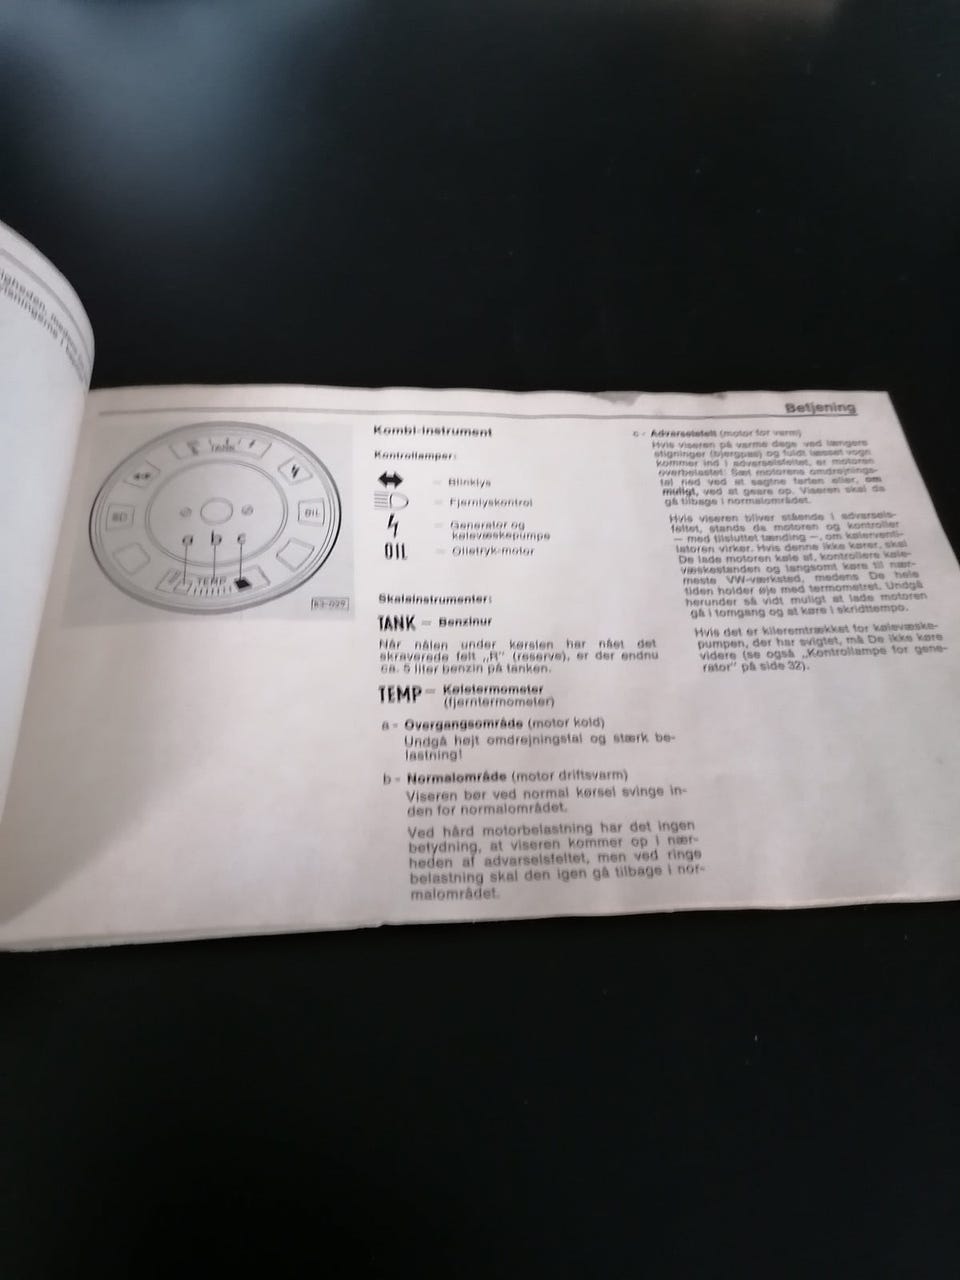 igheden,
Betjening
TANK
OIL
a b c
TEMP
Kombi-instrument
Kontrollamper:
— Blinklys
— Fjernlyskontrol
— Generator og
kølevæskepumpe
OIL — Olietryk-motor
Skalainstrumenter:
TANK — Benzinur
Når nålen under kørslen har nået det
skraverede felt „R" (reserve), er der endnu
ca. 5 liter benzin på tanken.
TEMP — Køletermometer
(fjerntermometer)
a - Overgangsområde (motor kold)
Undgå højt omdrejningstal og stærk be-
lastning!
b - Normalområde (motor driftsvarm)
Viseren bør ved normal kørsel svinge in-
den for normalområdet.
Ved hård motorbelastning har det ingen
betydning, at viseren kommer op i nær-
heden af advarselsfeltet, men ved ringe
belastning skal den igen gå tilbage i nor-
malområdet.
c - Advarselsfelt (motor for varm)
Hvis viseren på varme dage ved længere
stigninger (bjergpas) og fuldt læsset vogn
kommer ind i advarselsfeltet, er motoren
overbelastet: Sæt motorens omdrejnings-
tal ned ved at sagtne farten eller, om
muligt, ved at geare op. Viseren skal da
gå tilbage i normalområdet.
Hvis viseren bliver stående i advarsels-
feltet, stands da motoren og kontroller
— med tilsluttet tænding —, om kølerventi-
latoren virker. Hvis denne ikke kører, skal
De lade motoren køle af, kontrollere køle-
væskestanden og langsomt køre til nær-
meste VW-værksted, medens De hele
tiden holder øje med termometret. Undgå
herunder så vidt muligt at lade motoren
gå i tomgang og at køre i skridttempo.
Hvis det er kileremtrækket for kølevæske-
pumpen, der har svigtet, må De ikke køre
videre (se også „Kontrollampe for gene-
rator" på side 32).